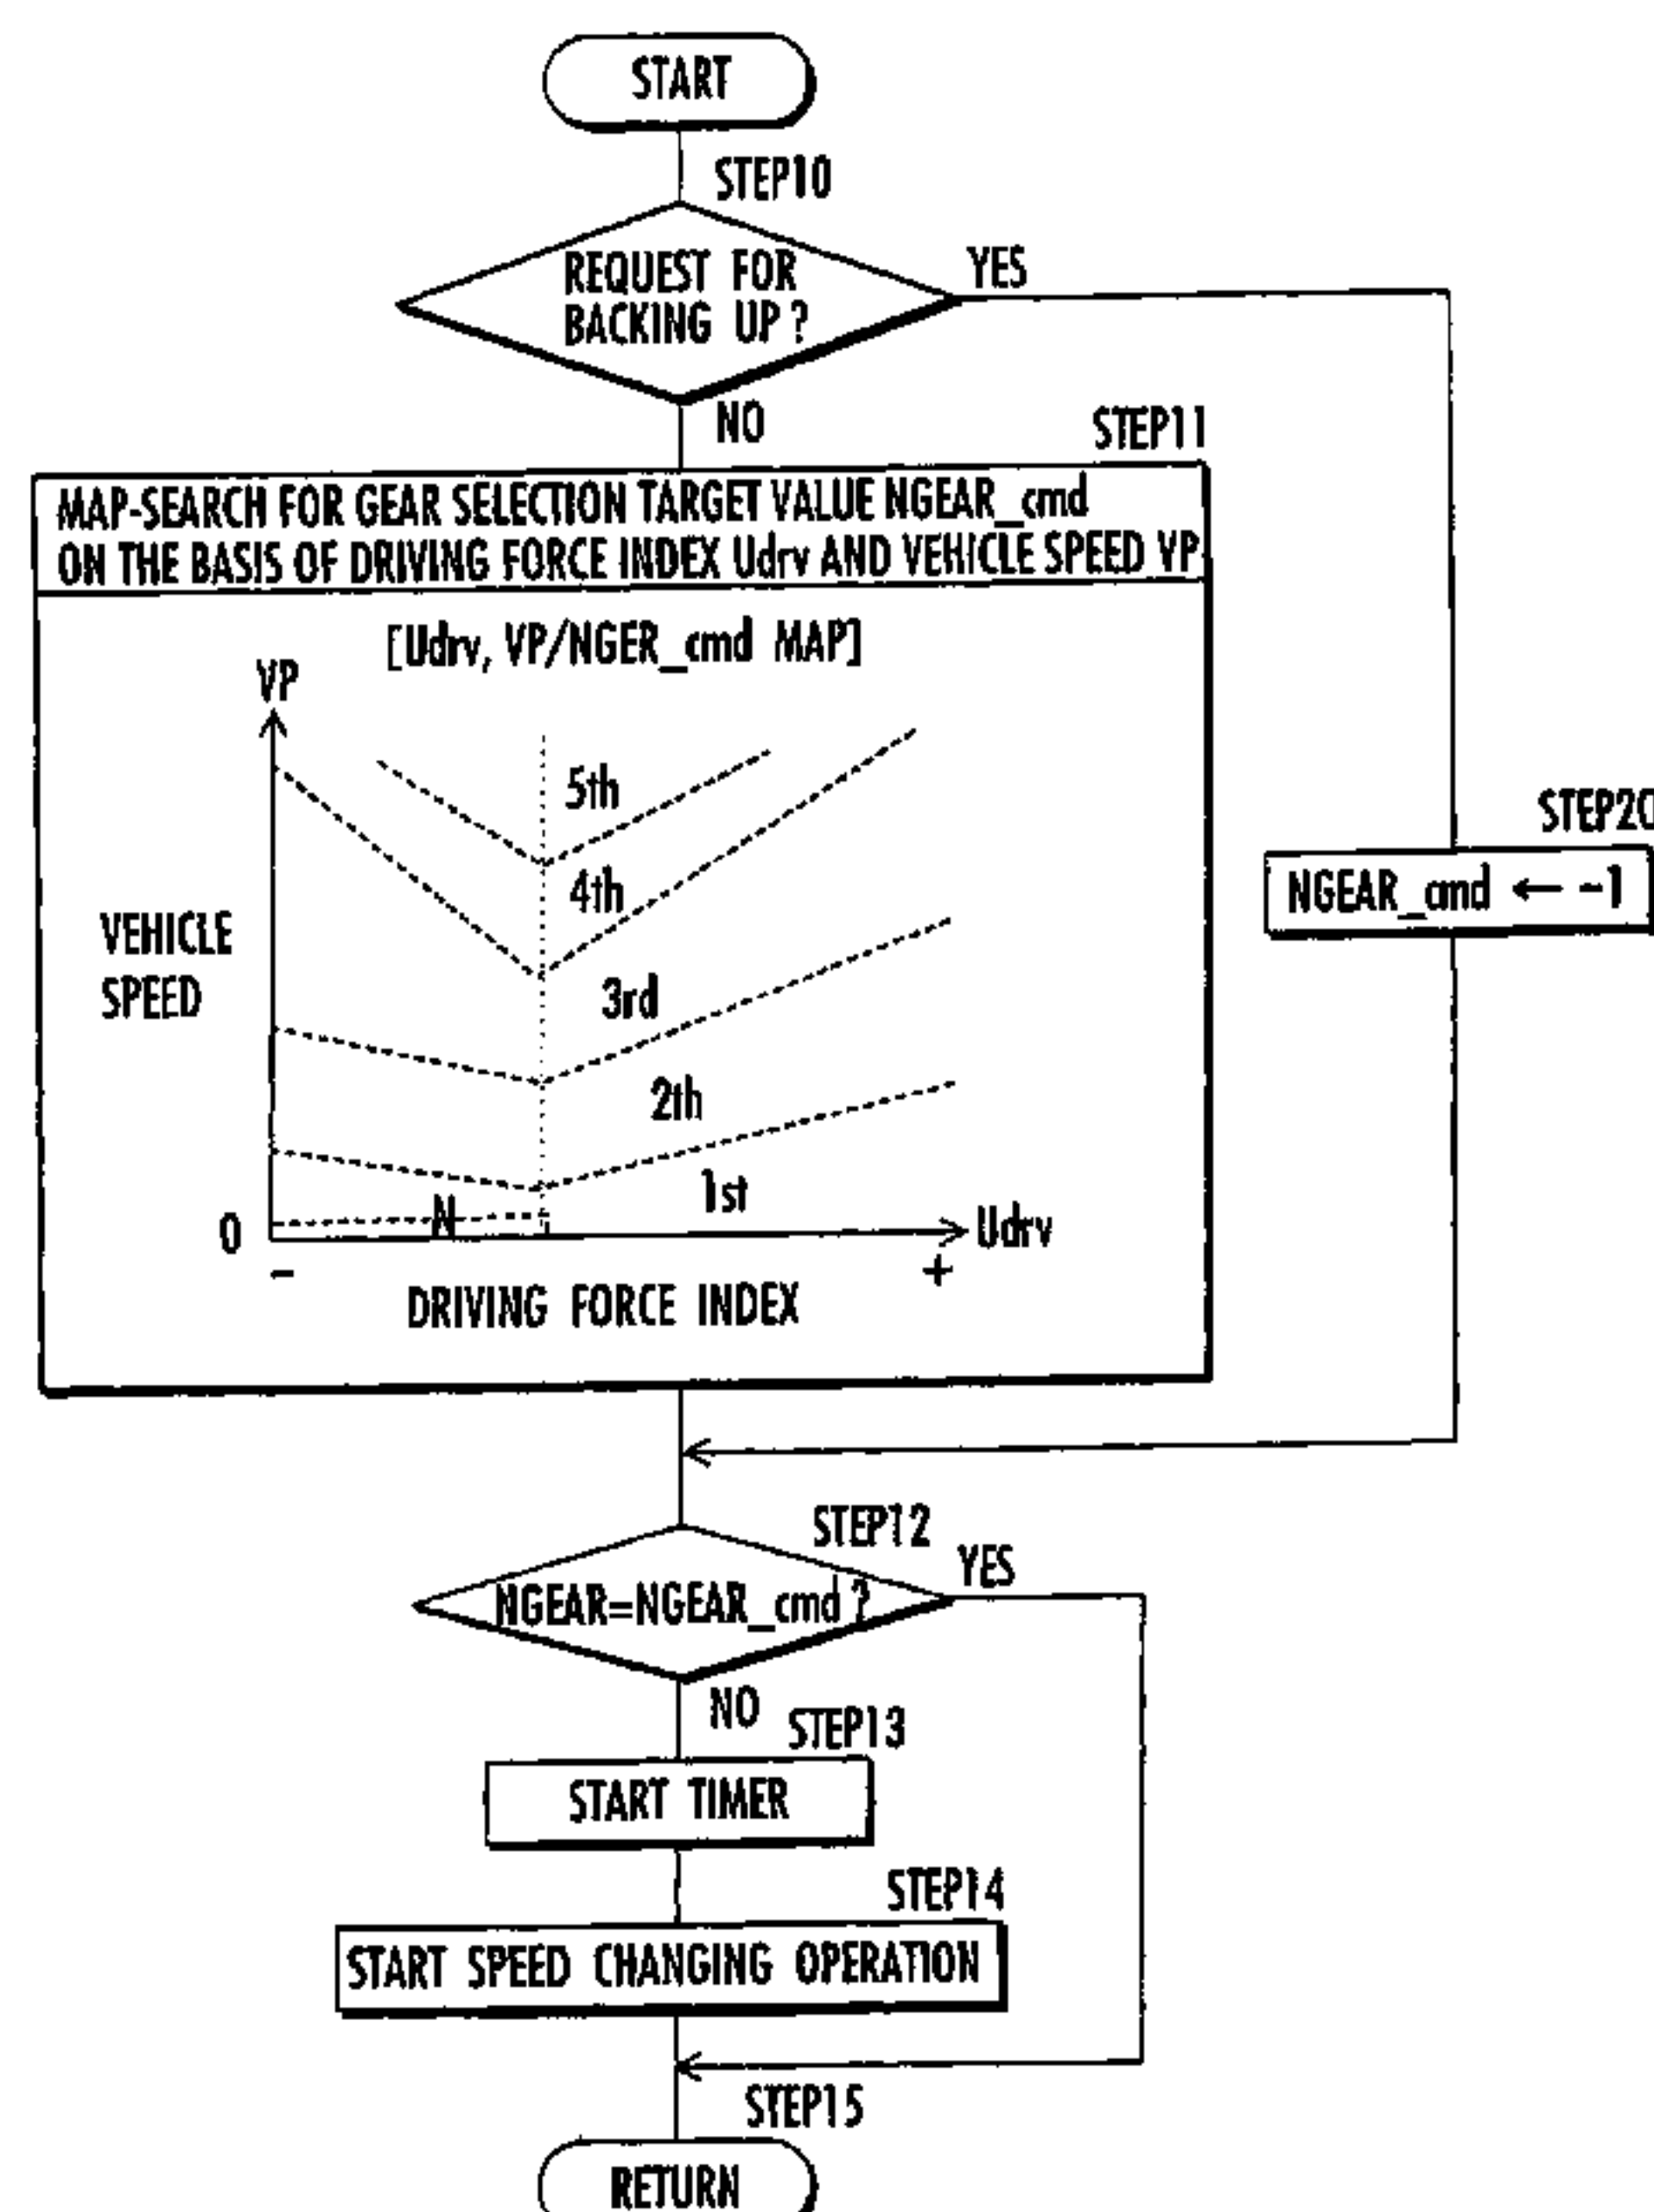 START
STEP10
REQUEST FOR
BACKING UP?
YES
NO
STEP11
MAP-SEARCH FOR GEAR SELECTION TARGET VALUE NGEAR_cmd
ON THE BASIS OF DRIVING FORCE INDEX Udrv AND VEHICLE SPEED VP
[Udrv, VP/NGER_cmd MAP]
VP
5th
4th
VEHICLE
SPEED
3rd
2th
1st
N
0
Udrv
-
+
DRIVING FORCE INDEX
STEP20
NGEAR_cmd ← -1
STEP12
NGEAR=NGEAR_cmd?
YES
NO
STEP13
START TIMER
STEP14
START SPEED CHANGING OPERATION
STEP15
RETURN